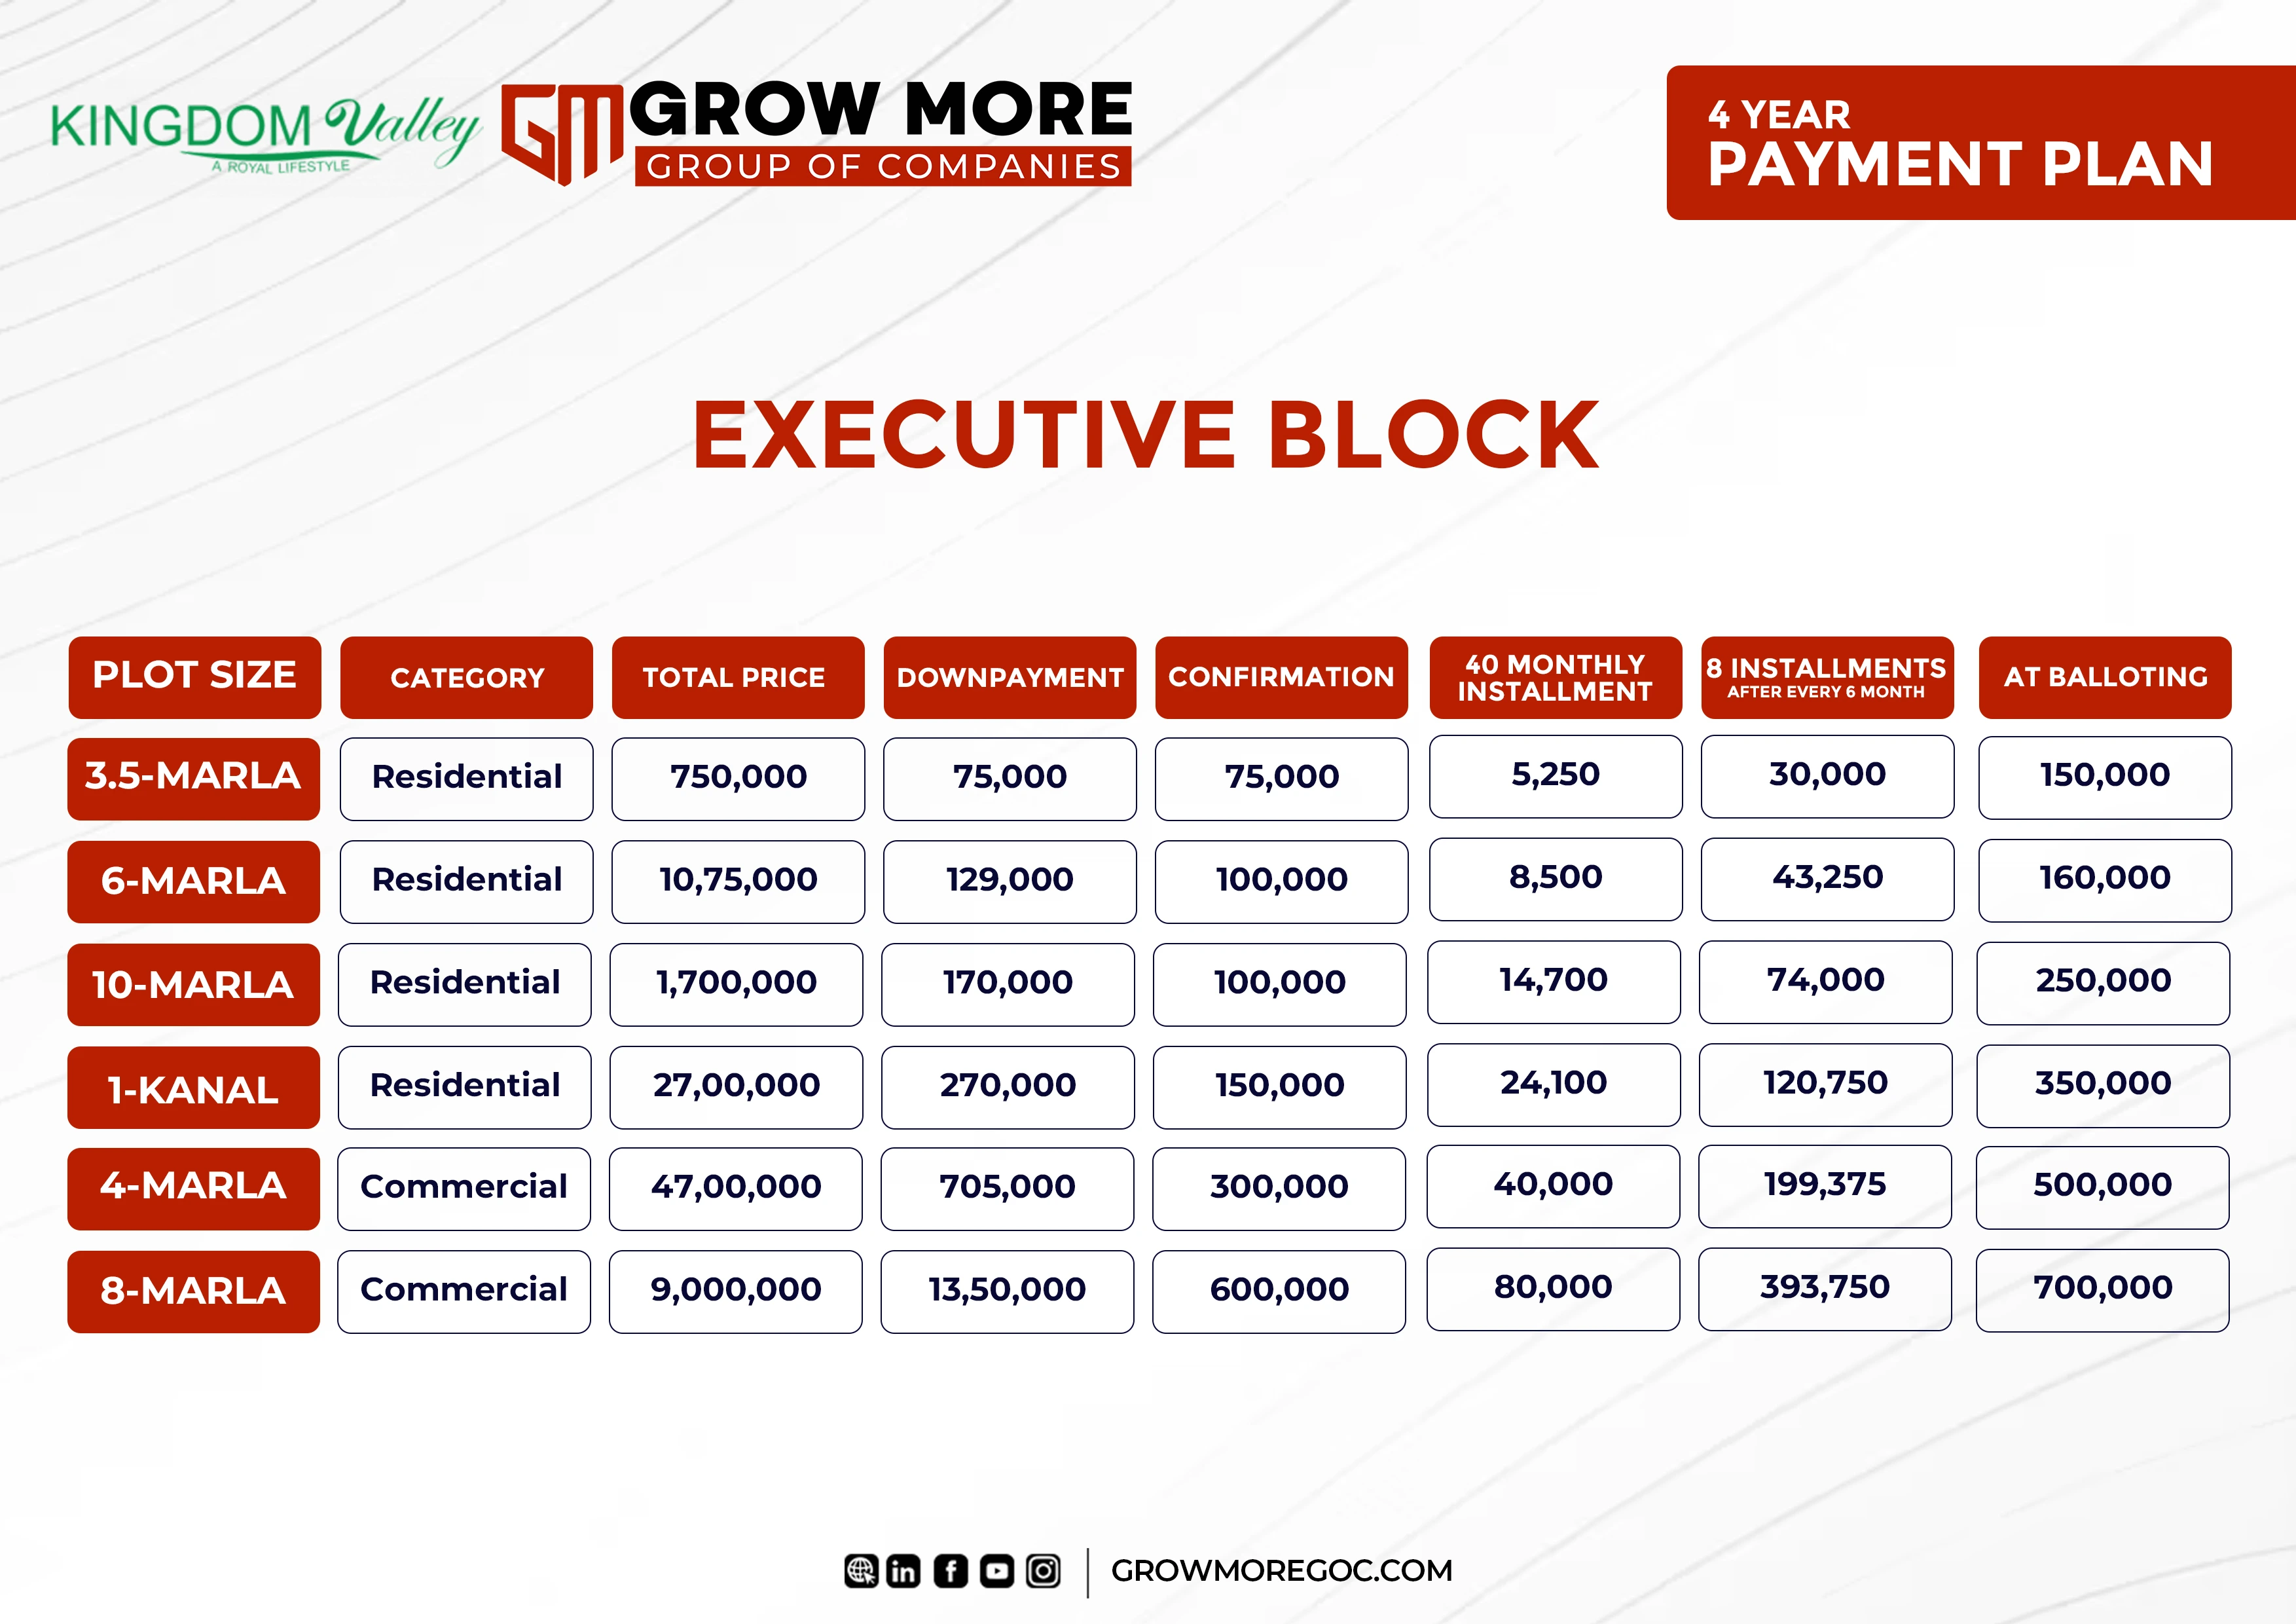 KINGDOM Valley
A ROYAL LIFESTYLE
GM GROW MORE
GROUP OF COMPANIES
4 YEAR
PAYMENT PLAN
EXECUTIVE BLOCK
PLOT SIZE CATEGORY TOTAL PRICE DOWNPAYMENT CONFIRMATION 40 MONTHLY INSTALLMENT 8 INSTALLMENTS AFTER EVERY 6 MONTH AT BALLOTING
3.5-MARLA Residential 750,000 75,000 75,000 5,250 30,000 150,000
6-MARLA Residential 10,75,000 129,000 100,000 8,500 43,250 160,000
10-MARLA Residential 1,700,000 170,000 100,000 14,700 74,000 250,000
1-KANAL Residential 27,00,000 270,000 150,000 24,100 120,750 350,000
4-MARLA Commercial 47,00,000 705,000 300,000 40,000 199,375 500,000
8-MARLA Commercial 9,000,000 13,50,000 600,000 80,000 393,750 700,000
in f GROWMOREGOC.COM